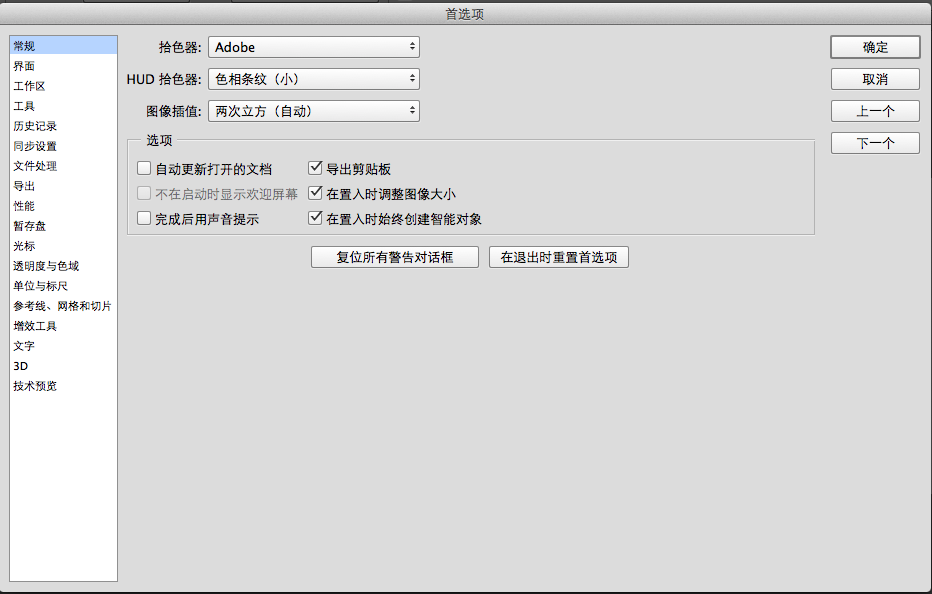 首选项
常规
界面
工作区
工具
历史记录
同步设置
文件处理
导出
性能
暂存盘
光标
透明度与色域
单位与标尺
参考线、网格和切片
增效工具
文字
3D
技术预览
拾色器: Adobe
HUD 拾色器: 色相条纹（小）
图像插值: 两次立方（自动）
选项
自动更新打开的文档 导出剪贴板
不在启动时显示欢迎屏幕 在置入时调整图像大小
完成后用声音提示 在置入时始终创建智能对象
复位所有警告对话框 在退出时重置首选项
确定
取消
上一个
下一个